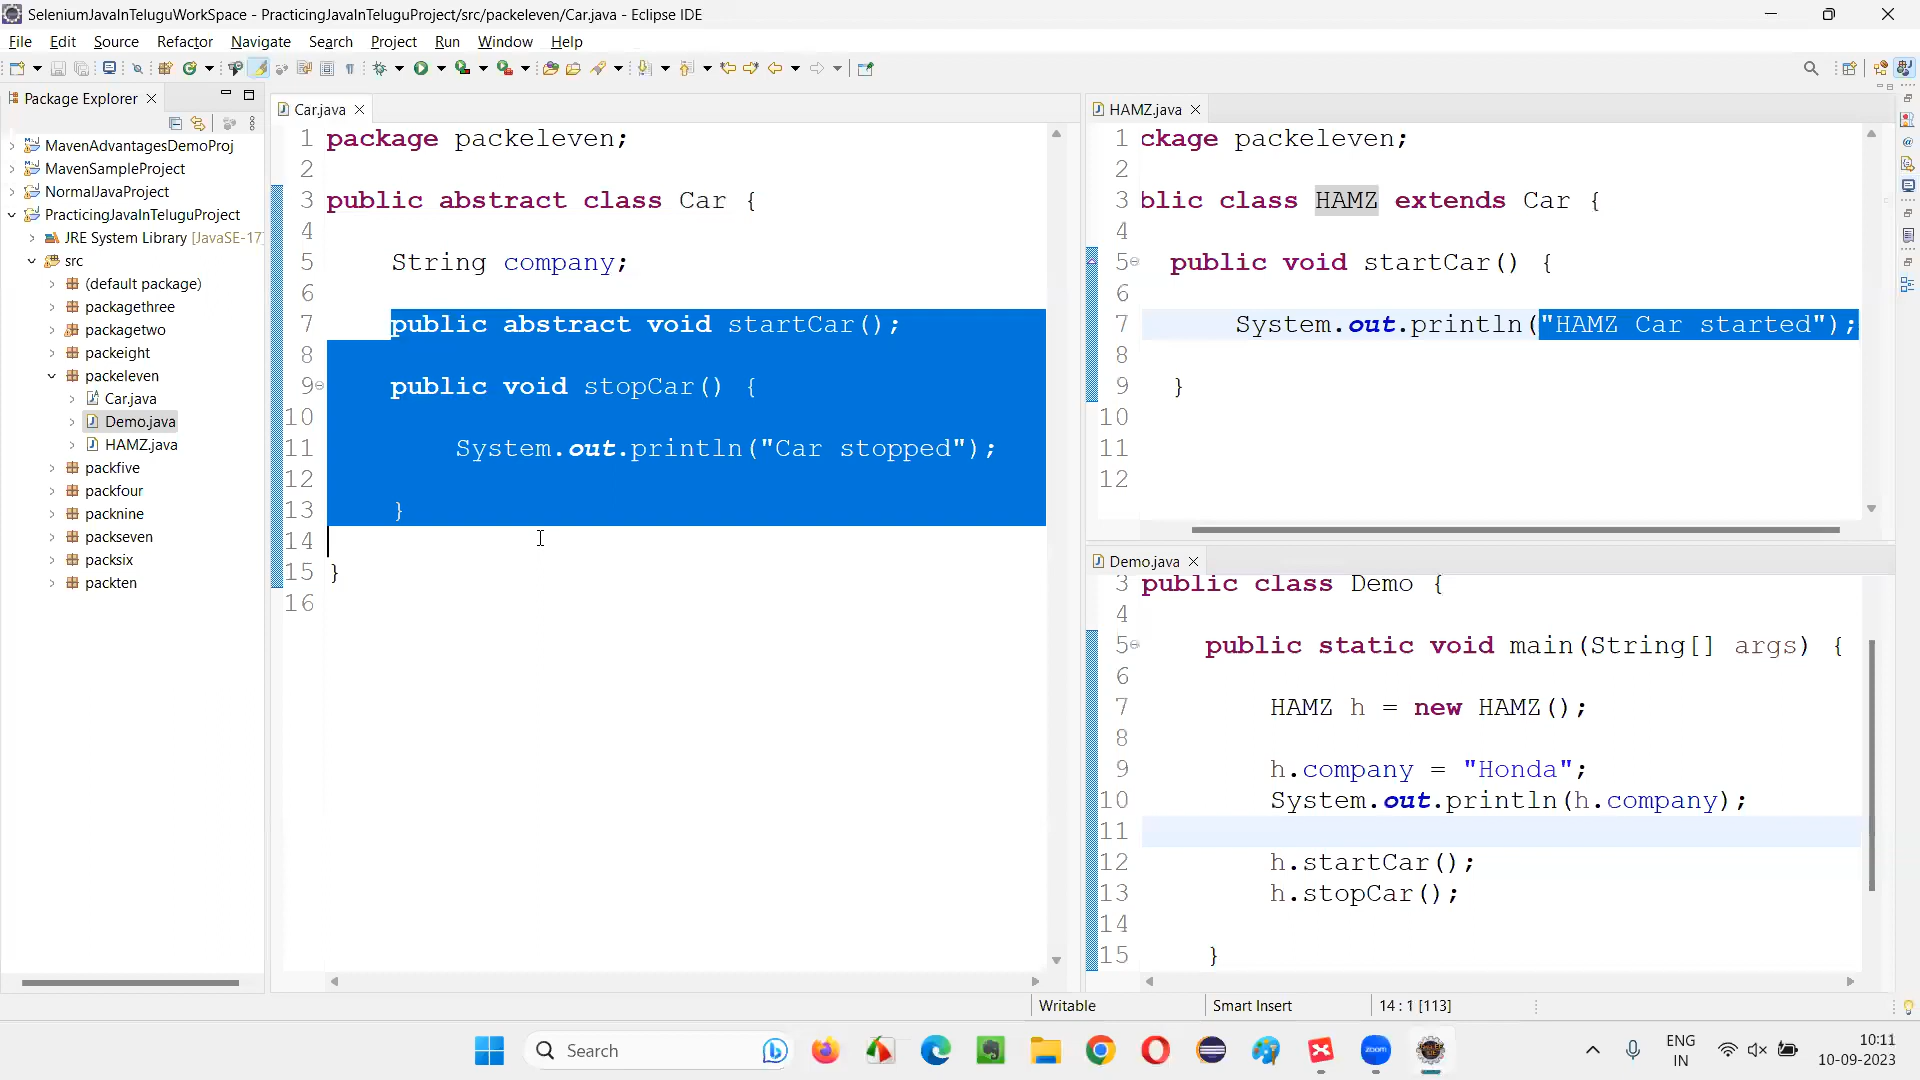 SeleniumJavaInTeluguWorkSpace - PracticingJavaInTeluguProject/src/packeleven/Car.java - Eclipse IDE
File Edit Source Refactor Navigate Search Project Run Window Help
Package Explorer
MavenAdvantagesDemoProj
MavenSampleProject
NormalJavaProject
PracticingJavaInTeluguProject
JRE System Library [JavaSE-17]
src
(default package)
packagethree
packagetwo
packeight
packeleven
Car.java
Demo.java
HAMZ.java
packfive
packfour
packnine
packseven
packsix
packten
Car.java
1 package packeleven;
2
3 public abstract class Car {
4
5 String company;
6
7 public abstract void startCar();
8
9 public void stopCar() {
10
11 System.out.println("Car stopped");
12
13 }
14
15 }
16
HAMZ.java
1 ckage packeleven;
2
3 blic class HAMZ extends Car {
4
5 public void startCar() {
6
7 System.out.println("HAMZ Car started");
8
9 }
10
11
12
Demo.java
3 public class Demo {
4
5 public static void main(String[] args) {
6
7 HAMZ h = new HAMZ();
8
9 h.company = "Honda";
10 System.out.println(h.company);
11
12 h.startCar();
13 h.stopCar();
14
15 }
Writable Smart Insert 14 : 1 [113]
Search
zoom
ENG
IN
10:11
10-09-2023